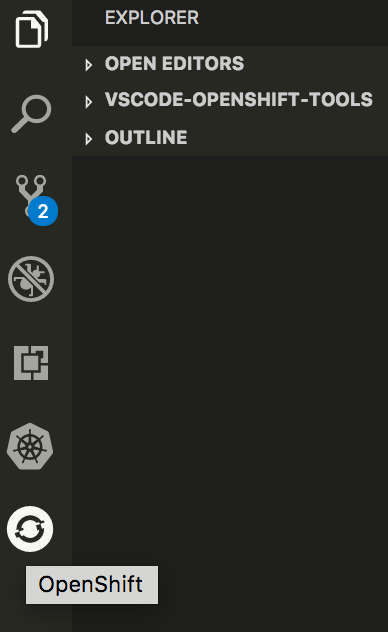 EXPLORER
OPEN EDITORS
VSCODE-OPENSHIFT-TOOLS
OUTLINE
2
OpenShift